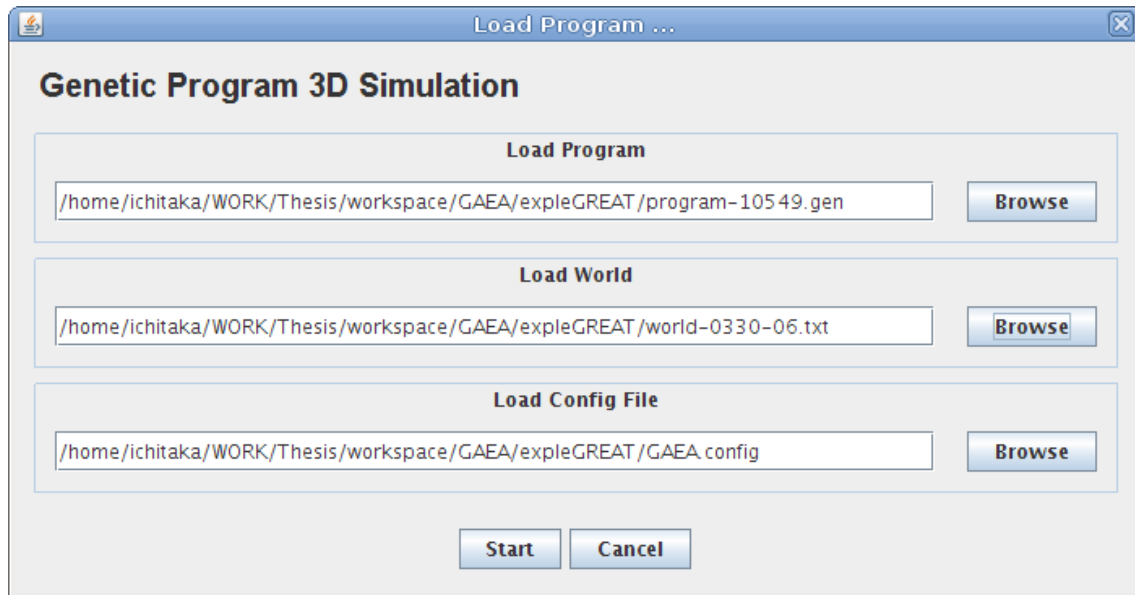 Load Program ...
Genetic Program 3D Simulation
Load Program
/home/ichitaka/WORK/Thesis/workspace/GAEA/expleGREAT/program-10549.gen
Browse
Load World
/home/ichitaka/WORK/Thesis/workspace/GAEA/expleGREAT/world-0330-06.txt
Browse
Load Config File
/home/ichitaka/WORK/Thesis/workspace/GAEA/expleGREAT/GAEA.config
Browse
Start
Cancel